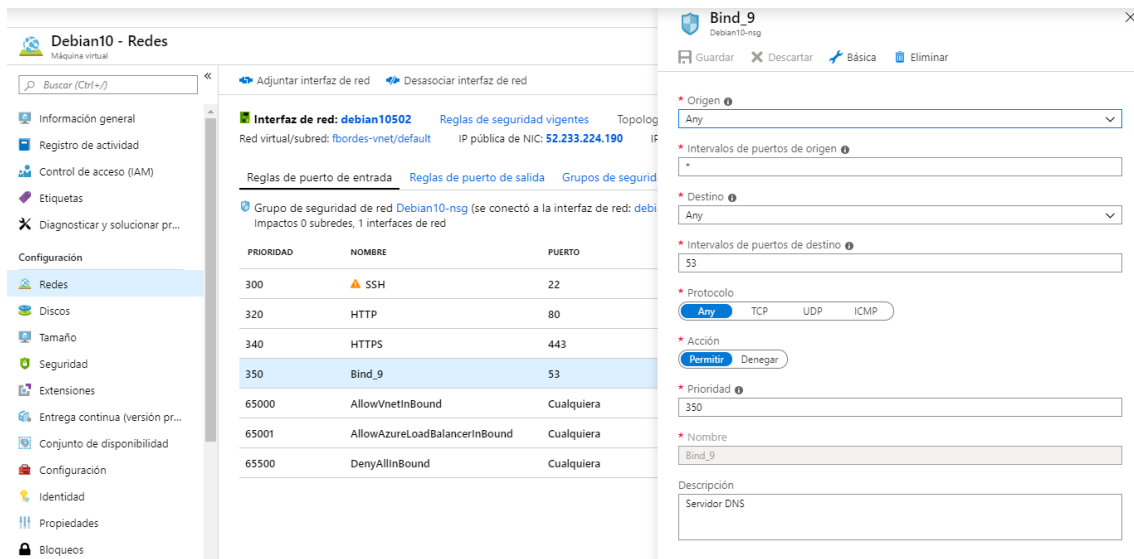 Debian10 - Redes
Máquina virtual
Buscar (Ctrl+/)
«
Información general
Registro de actividad
Control de acceso (IAM)
Etiquetas
Diagnosticar y solucionar pr...
Configuración
Redes
Discos
Tamaño
Seguridad
Extensiones
Entrega continua (versión pr...
Conjunto de disponibilidad
Configuración
Identidad
Propiedades
Bloqueos
Adjuntar interfaz de red Desasociar interfaz de red
Interfaz de red: debian10502 Reglas de seguridad vigentes Topolog
Red virtual/subred: fbordes-vnet/default IP pública de NIC: 52.233.224.190 IF
Reglas de puerto de entrada Reglas de puerto de salida Grupos de segurid
Grupo de seguridad de red Debian10-nsg (se conectó a la interfaz de red: debi
Impactos 0 subredes, 1 interfaces de red
PRIORIDAD NOMBRE PUERTO
300 SSH 22
320 HTTP 80
340 HTTPS 443
350 Bind_9 53
65000 AllowVnetInBound Cualquiera
65001 AllowAzureLoadBalancerInBound Cualquiera
65500 DenyAllInBound Cualquiera
Bind_9
Debian10-nsg
Guardar Descartar Básica Eliminar
* Origen
Any
* Intervalos de puertos de origen
*
* Destino
Any
* Intervalos de puertos de destino
53
* Protocolo
Any TCP UDP ICMP
* Acción
Permitir Denegar
* Prioridad
350
* Nombre
Bind_9
Descripción
Servidor DNS